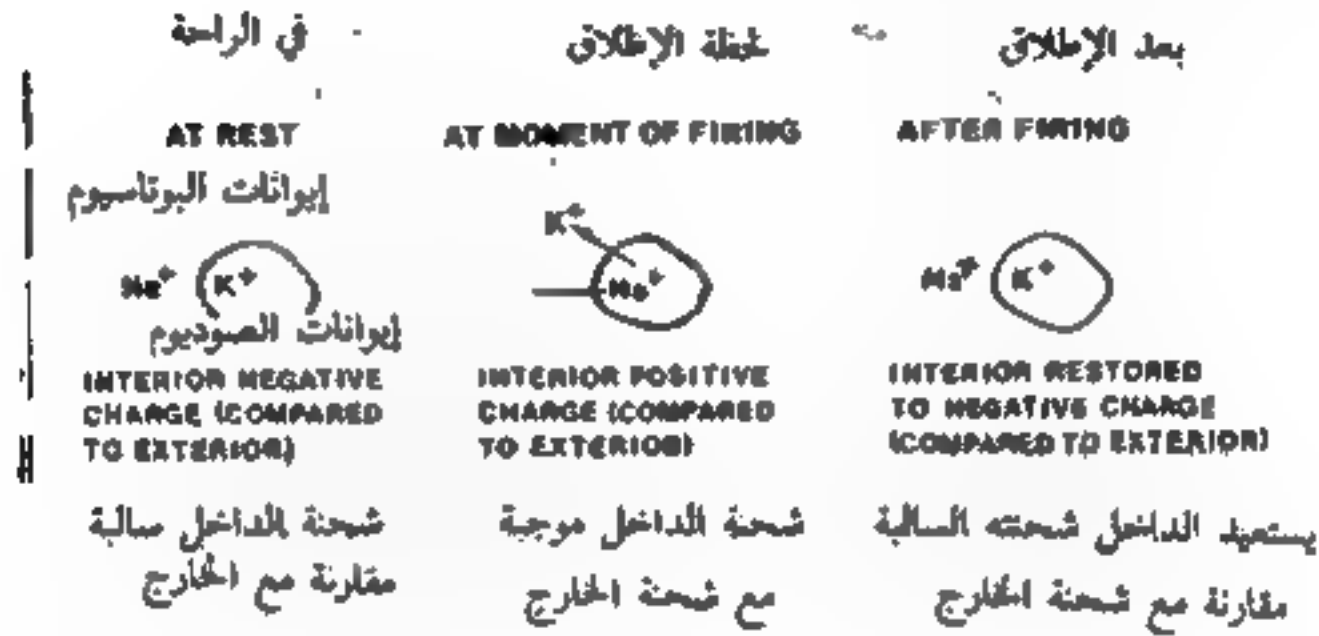 في الراحة
لحظة الإطلاق
بعد الإطلاق
AT REST
AT MOMENT OF FIRING
AFTER FIRING
إيوانات البوتاسيوم
K⁺
Na⁺ K⁺
Na⁺
Na⁺ K⁺
إيوانات الصوديوم
INTERIOR NEGATIVE
CHARGE (COMPARED
TO EXTERIOR)
INTERIOR POSITIVE
CHARGE (COMPARED
TO EXTERIOR)
INTERIOR RESTORED
TO NEGATIVE CHARGE
(COMPARED TO EXTERIOR)
شحنة الداخل سالبة
مقارنة مع الخارج
شحنة الداخل موجبة
مع شحنة الخارج
يستعيد الداخل شحنته السالبة
مقارنة مع شحنة الخارج